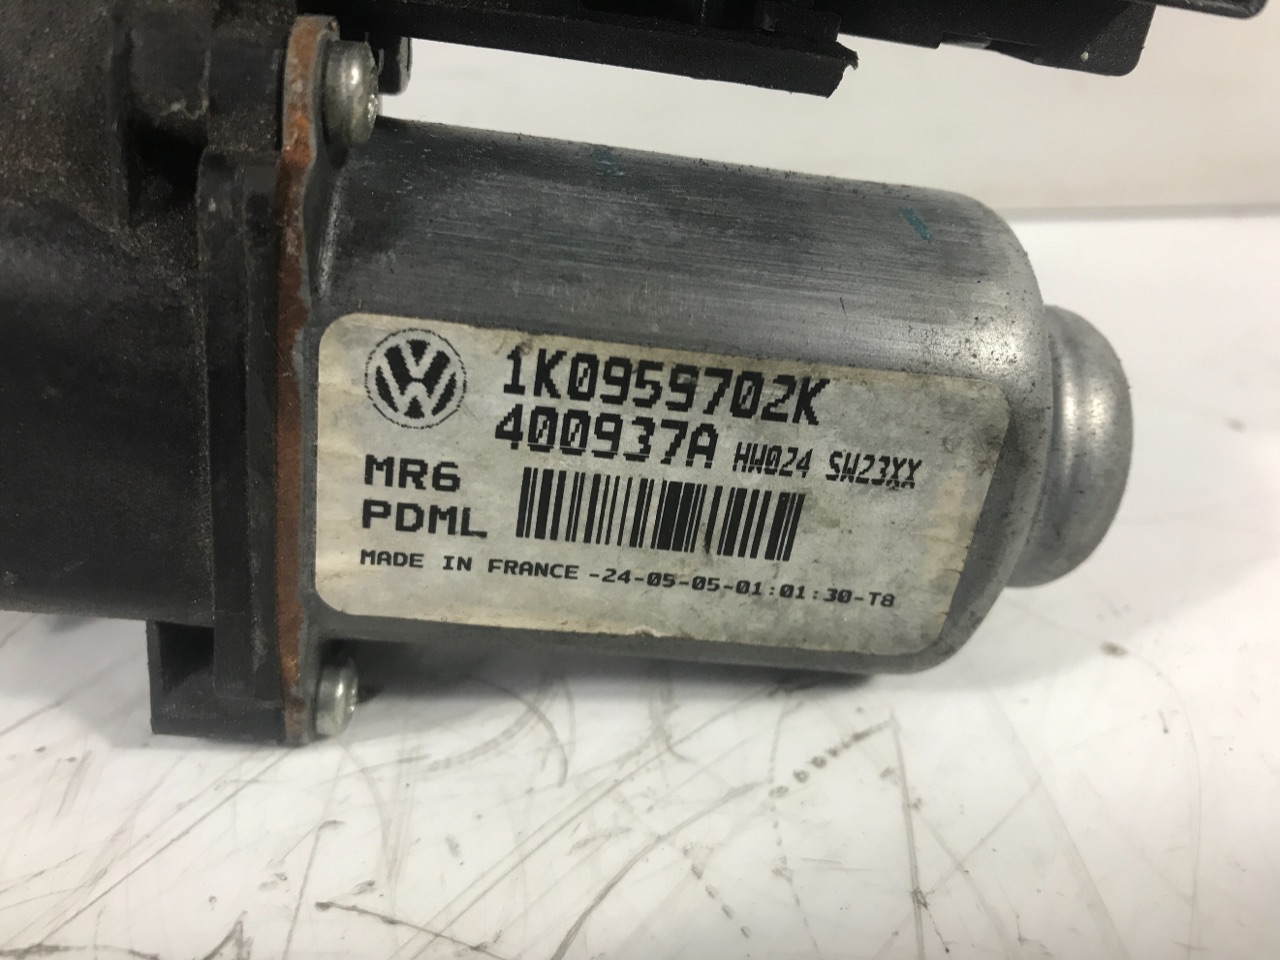 1K0959702K
400937A HW024 SW23XX
MR6
PDML
MADE IN FRANCE -24-05-05-01:01:30-T8